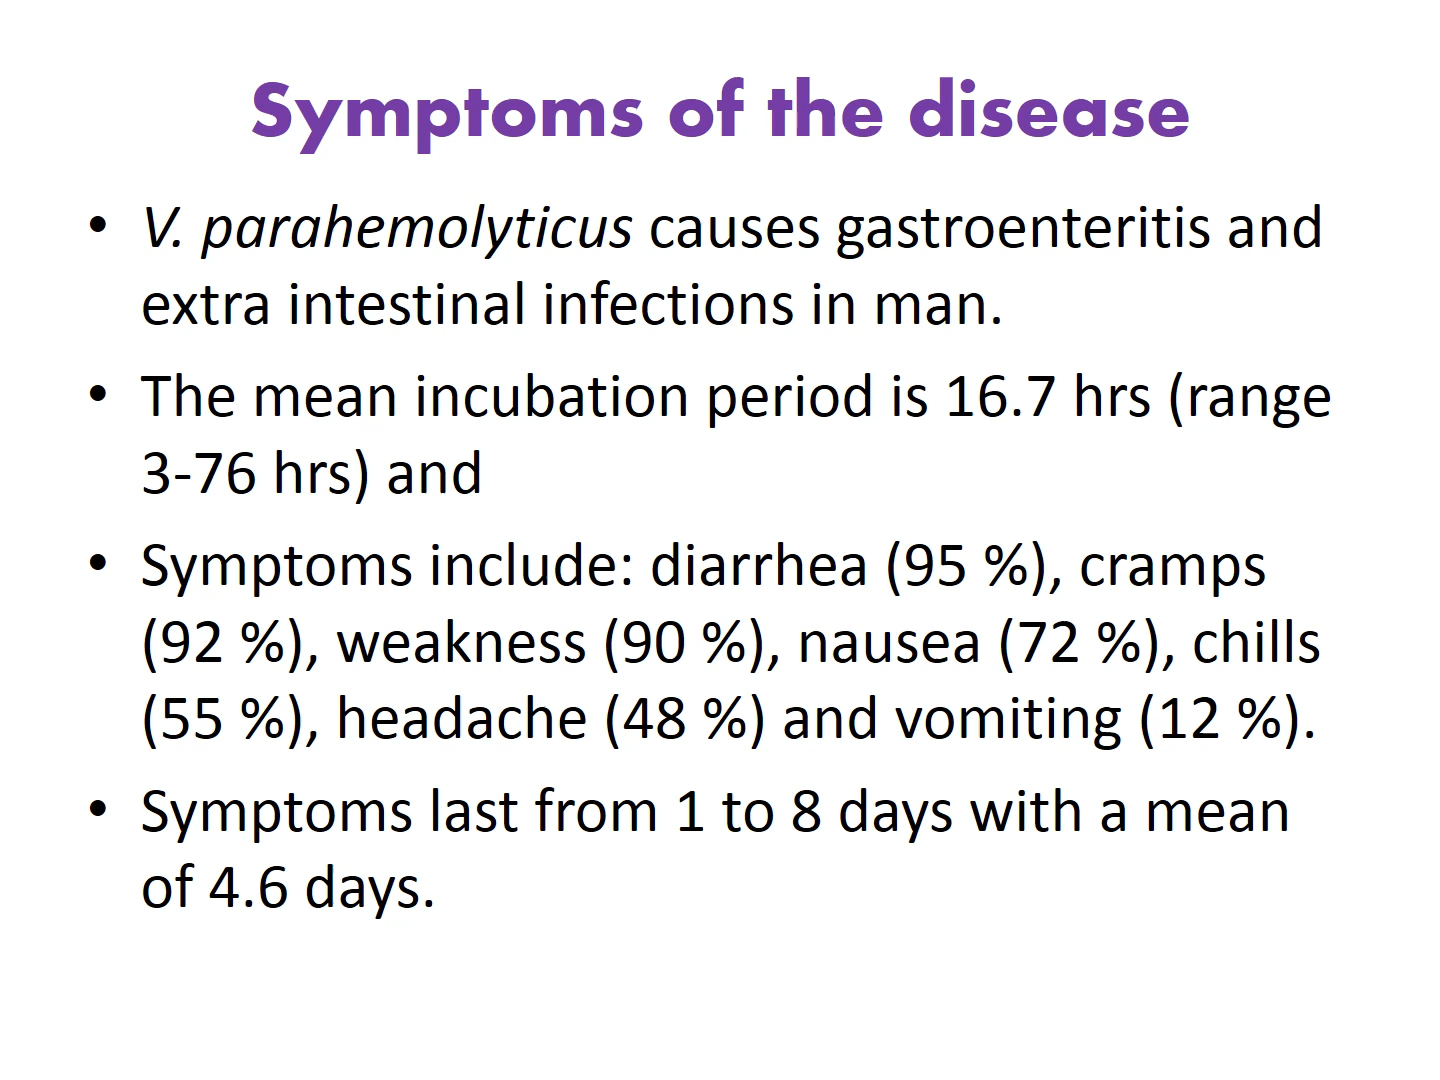 Symptoms of the disease
• V. parahemolyticus causes gastroenteritis and
extra intestinal infections in man.
• The mean incubation period is 16.7 hrs (range
3-76 hrs) and
• Symptoms include: diarrhea (95 %), cramps
(92 %), weakness (90 %), nausea (72 %), chills
(55 %), headache (48 %) and vomiting (12 %).
• Symptoms last from 1 to 8 days with a mean
of 4.6 days.